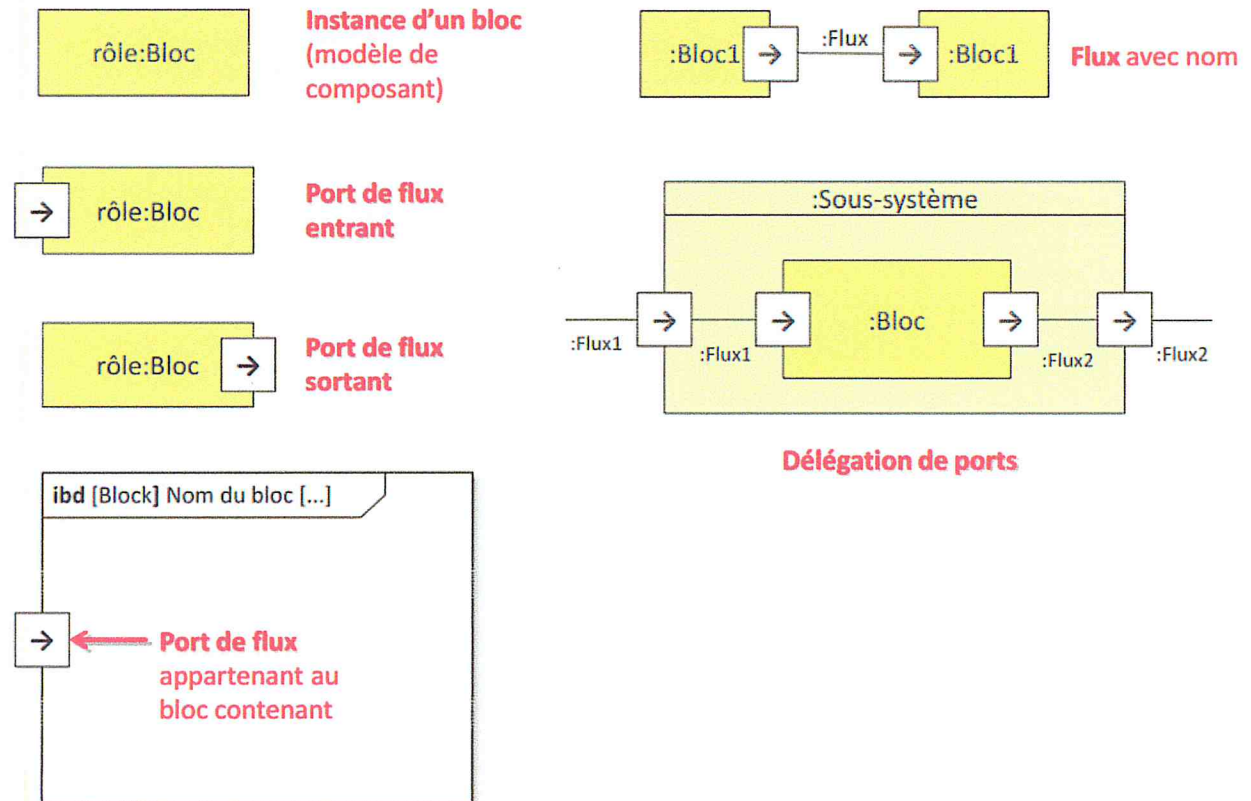 rôle:Bloc
Instance d'un bloc
(modèle de
composant)
rôle:Bloc
Port de flux
entrant
rôle:Bloc
Port de flux
sortant
ibd [Block] Nom du bloc [...]
Port de flux
appartenant au
bloc contenant
:Bloc1
:Flux
:Bloc1
Flux avec nom
:Sous-système
:Bloc
:Flux1
:Flux1
:Flux2
:Flux2
Délégation de ports